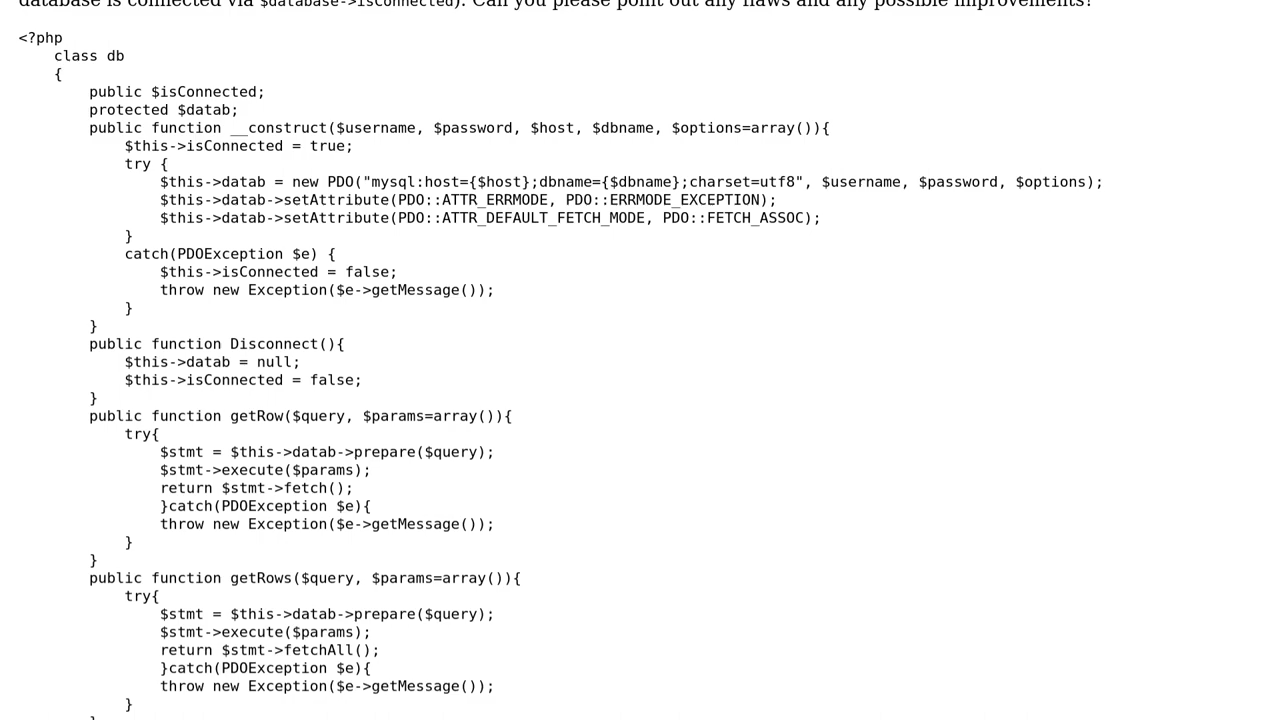 database is connected via $database->isConnected). Can you please point out any flaws and any possible improvements?
<?php
    class db
    {
        public $isConnected;
        protected $datab;
        public function __construct($username, $password, $host, $dbname, $options=array()){
            $this->isConnected = true;
            try {
                $this->datab = new PDO("mysql:host={$host};dbname={$dbname};charset=utf8", $username, $password, $options);
                $this->datab->setAttribute(PDO::ATTR_ERRMODE, PDO::ERRMODE_EXCEPTION);
                $this->datab->setAttribute(PDO::ATTR_DEFAULT_FETCH_MODE, PDO::FETCH_ASSOC);
            }
            catch(PDOException $e) {
                $this->isConnected = false;
                throw new Exception($e->getMessage());
            }
        }
        public function Disconnect(){
            $this->datab = null;
            $this->isConnected = false;
        }
        public function getRow($query, $params=array()){
            try{
                $stmt = $this->datab->prepare($query);
                $stmt->execute($params);
                return $stmt->fetch();
                }catch(PDOException $e){
                throw new Exception($e->getMessage());
            }
        }
        public function getRows($query, $params=array()){
            try{
                $stmt = $this->datab->prepare($query);
                $stmt->execute($params);
                return $stmt->fetchAll();
                }catch(PDOException $e){
                throw new Exception($e->getMessage());
            }
        }